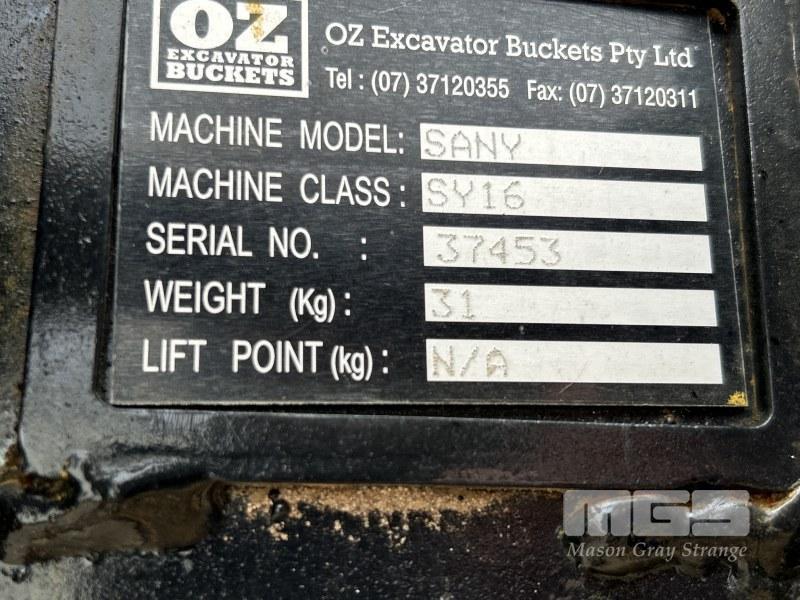 OZ
EXCAVATOR
BUCKETS
OZ Excavator Buckets Pty Ltd
Tel : (07) 37120355 Fax: (07) 37120311
MACHINE MODEL: SANY
MACHINE CLASS : SY16
SERIAL NO. : 37453
WEIGHT (Kg) : 31
LIFT POINT (kg) : N/A
MGS
Mason Gray Strange